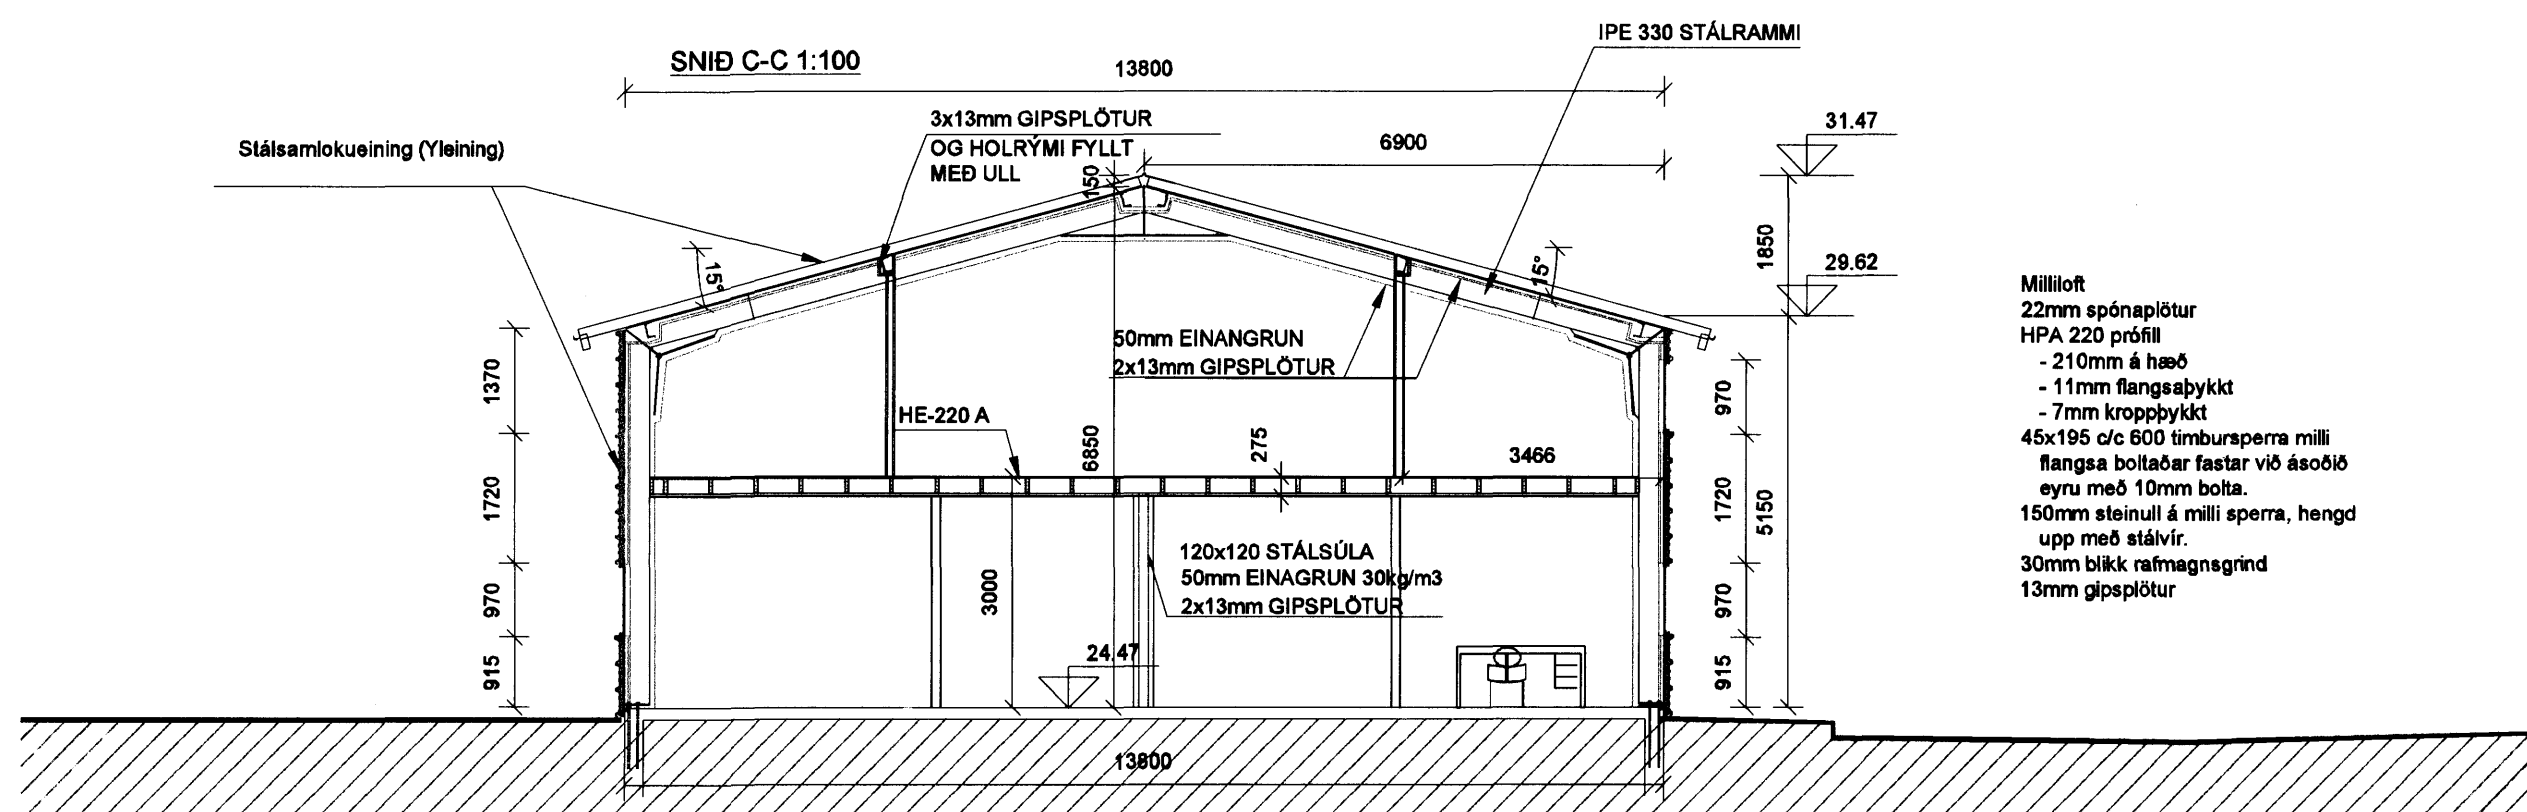 IPE 330 STÁLRAMMI
SNIÐ C-C 1:100
13800
3x13mm GIPSPLÖTUR
OG HOLRÝMI FYLLT
MEÐ ULL
31.47
6900
Stálsamlokueining (Yleining)
150
15°
15°
1850
29.62
50mm EINANGRUN
2x13mm GIPSPLÖTUR
1370
970
HE-220 A
6850
275
3466
1720
1720
5150
120x120 STÁLSÚLA
50mm EINAGRUN 30kg/m3
2x13mm GIPSPLÖTUR
3000
970
970
24.47
915
915
13800
Milliloft
22mm spónaplötur
HPA 220 prófíll
- 210mm á hæð
- 11mm flangsaþykkt
- 7mm kroppþykkt
45x195 c/c 600 timbursperra milli
flangsa boltaðar fastar við ásoðið
eyru með 10mm bolta.
150mm steinull á milli sperra, hengd
upp með stálvír.
30mm blikk rafmagnsgrind
13mm gipsplötur